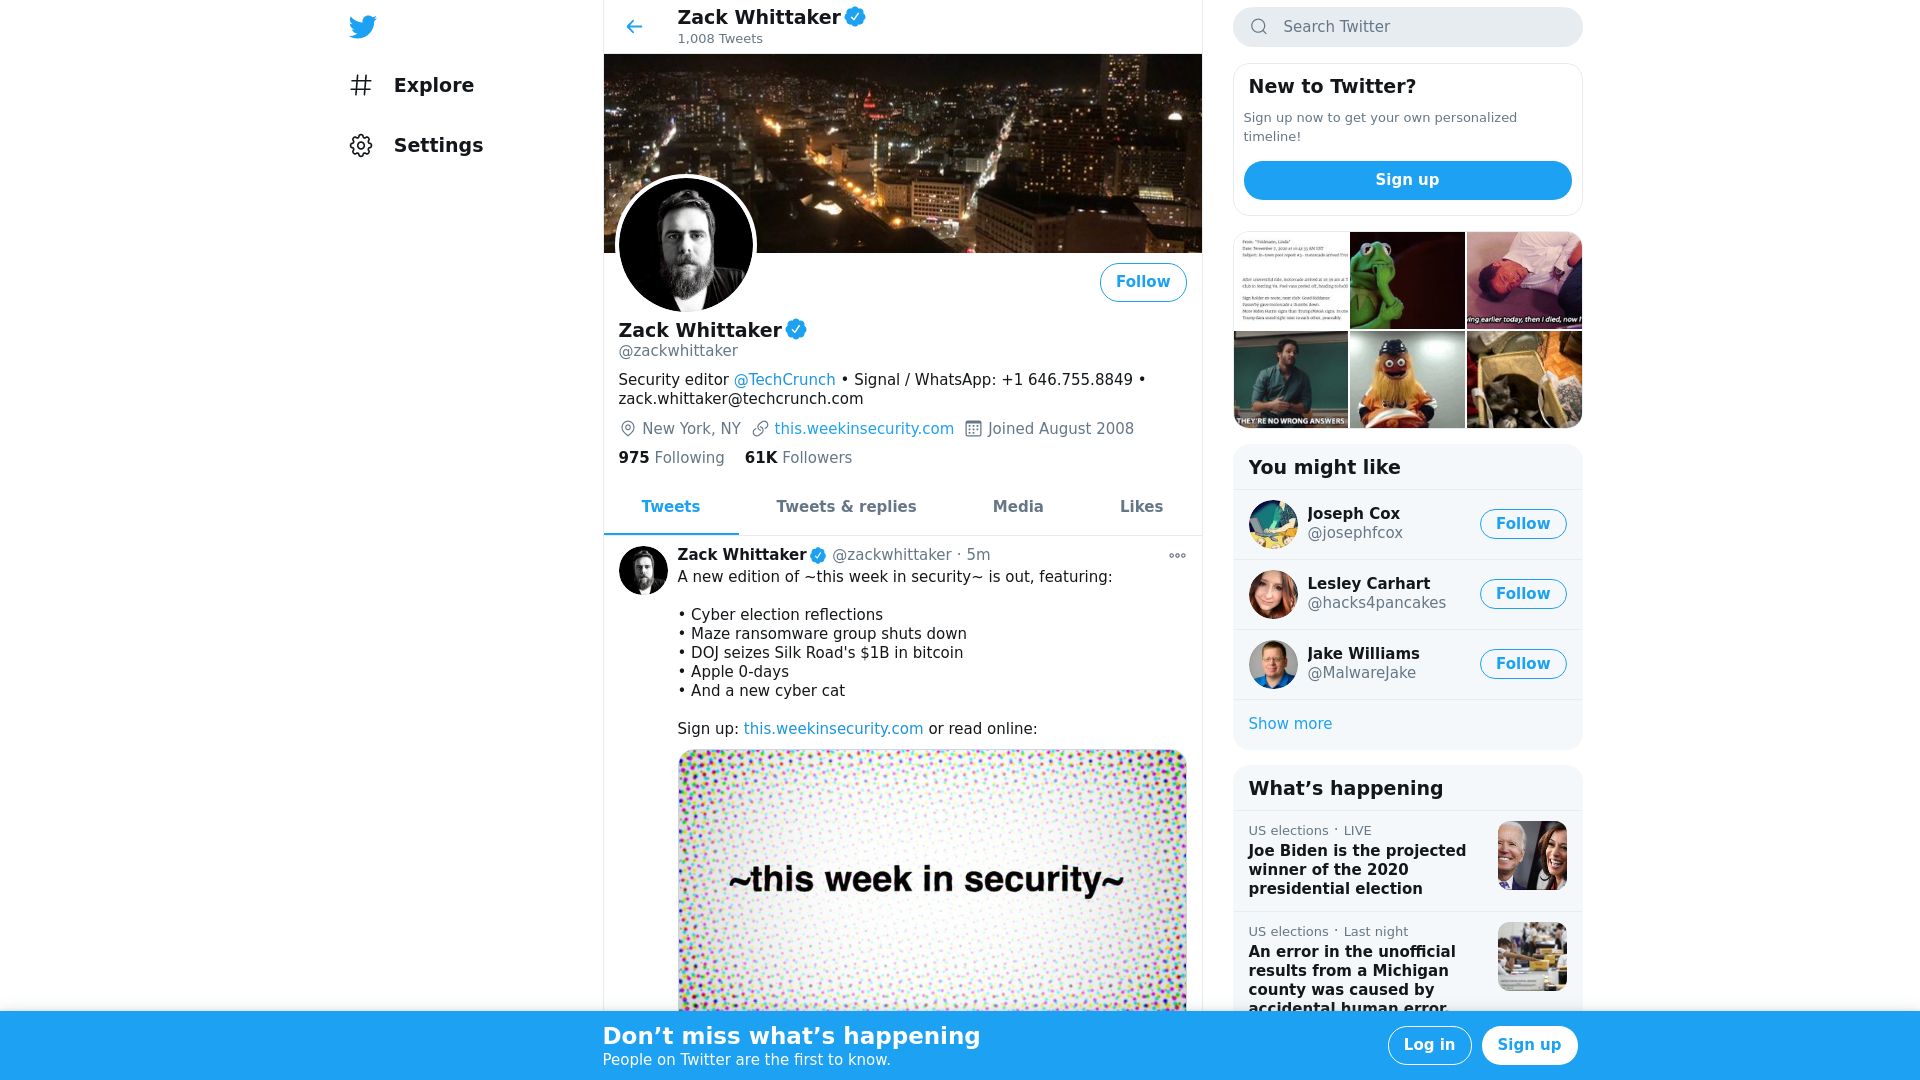 Explore
Settings
Zack Whittaker
1,008 Tweets
Follow
Zack Whittaker
@zackwhittaker
Security editor @TechCrunch • Signal / WhatsApp: +1 646.755.8849 •
zack.whittaker@techcrunch.com
New York, NY this.weekinsecurity.com Joined August 2008
975 Following 61K Followers
Tweets Tweets & replies Media Likes
Zack Whittaker @zackwhittaker · 5m
A new edition of ~this week in security~ is out, featuring:
• Cyber election reflections
• Maze ransomware group shuts down
• DOJ seizes Silk Road's $1B in bitcoin
• Apple 0-days
• And a new cyber cat
Sign up: this.weekinsecurity.com or read online:
~this week in security~
Search Twitter
New to Twitter?
Sign up now to get your own personalized
timeline!
Sign up
ing earlier today, then I died, now I
THEY'RE NO WRONG ANSWERS
You might like
Joseph Cox
@josephfcox
Follow
Lesley Carhart
@hacks4pancakes
Follow
Jake Williams
@MalwareJake
Follow
Show more
What’s happening
US elections · LIVE
Joe Biden is the projected
winner of the 2020
presidential election
US elections · Last night
An error in the unofficial
results from a Michigan
county was caused by
accidental human error,
Don’t miss what’s happening
People on Twitter are the first to know.
Log in
Sign up